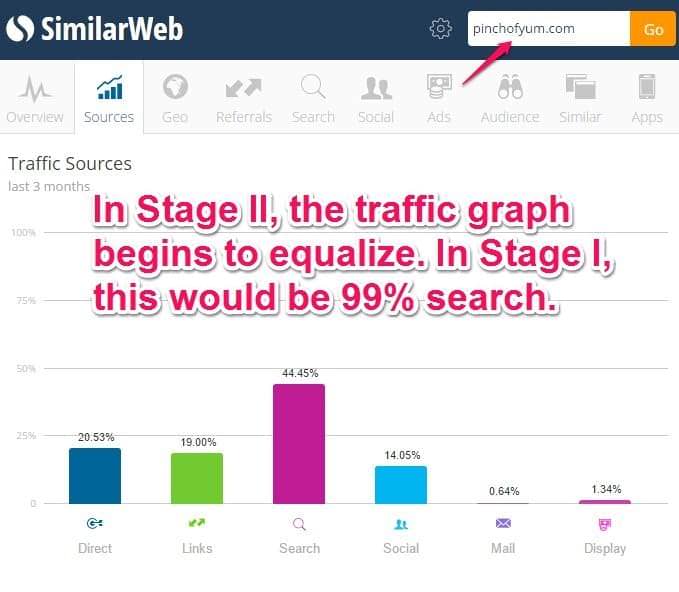 SimilarWeb
pinchofyum.com
Go
Overview
Sources
Geo
Referrals
Search
Social
Ads
Audience
Similar
Apps
Traffic Sources
last 3 months
In Stage II, the traffic graph
begins to equalize. In Stage I,
this would be 99% search.
100%
75%
50%
25%
0
20.53%
19.00%
44.45%
14.05%
0.64%
1.34%
Direct
Links
Search
Social
Mail
Display